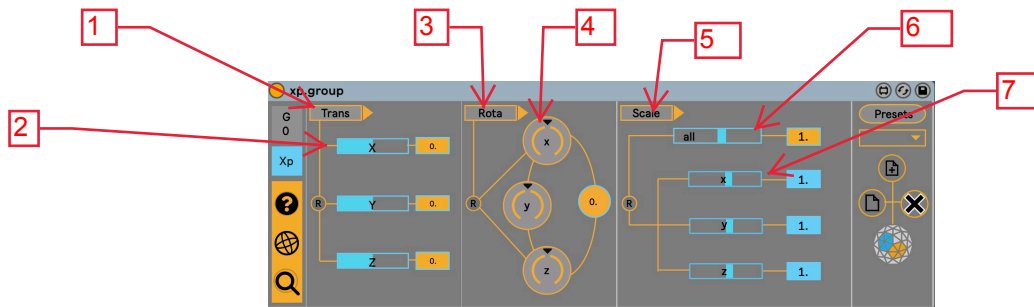 1
3
4
5
6
7
2
xp.group
G
0
Xp
Trans
X
0.
R
Y
0.
Z
0.
Rota
x
y
z
R
0.
Scale
all
1.
x
1.
R
y
1.
z
1.
Presets
?